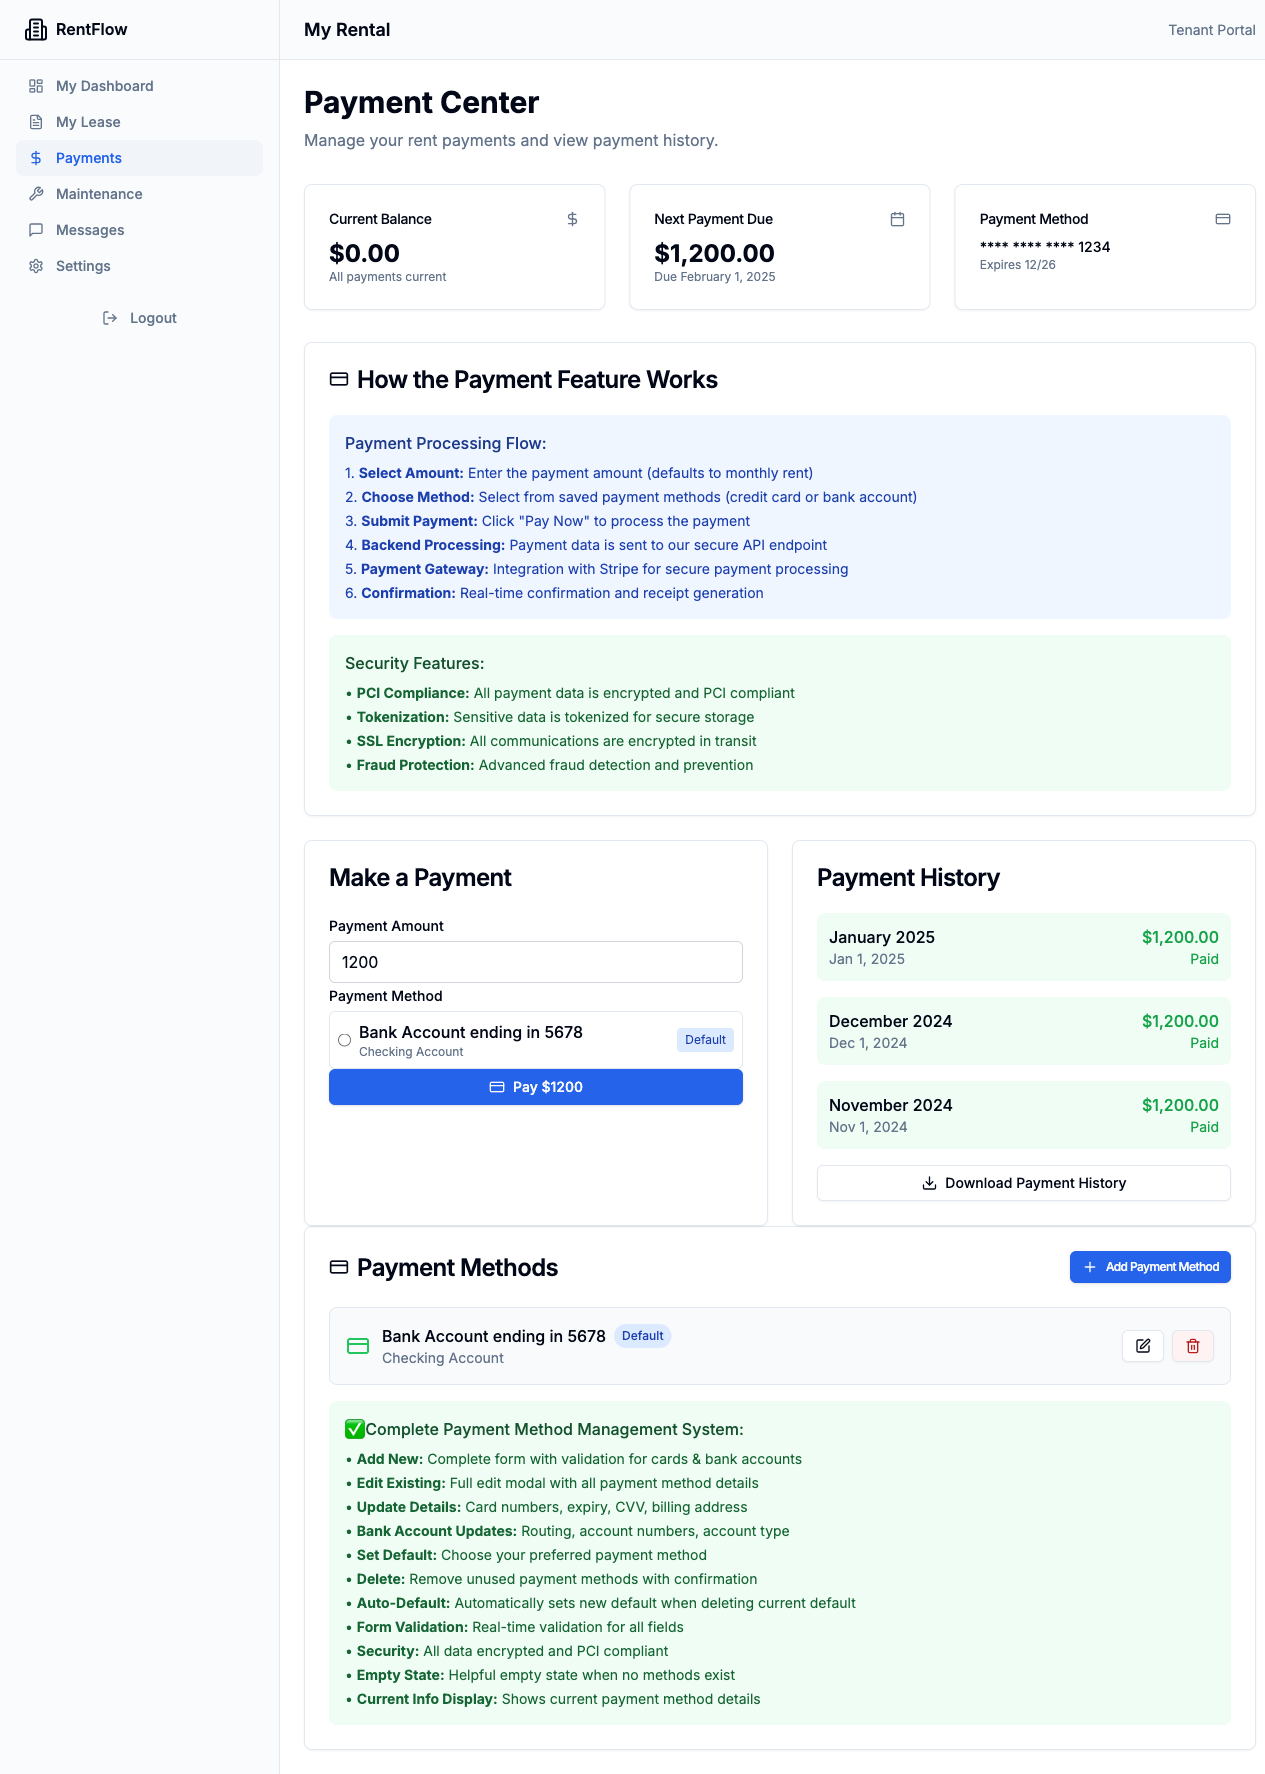 RentFlow
My Rental
Tenant Portal
My Dashboard
My Lease
Payments
Maintenance
Messages
Settings
Logout
Payment Center
Manage your rent payments and view payment history.
Current Balance
$0.00
All payments current
Next Payment Due
$1,200.00
Due February 1, 2025
Payment Method
**** **** **** 1234
Expires 12/26
How the Payment Feature Works
Payment Processing Flow:
1. Select Amount: Enter the payment amount (defaults to monthly rent)
2. Choose Method: Select from saved payment methods (credit card or bank account)
3. Submit Payment: Click "Pay Now" to process the payment
4. Backend Processing: Payment data is sent to our secure API endpoint
5. Payment Gateway: Integration with Stripe for secure payment processing
6. Confirmation: Real-time confirmation and receipt generation
Security Features:
• PCI Compliance: All payment data is encrypted and PCI compliant
• Tokenization: Sensitive data is tokenized for secure storage
• SSL Encryption: All communications are encrypted in transit
• Fraud Protection: Advanced fraud detection and prevention
Make a Payment
Payment Amount
1200
Payment Method
Bank Account ending in 5678
Checking Account
Default
Pay $1200
Payment History
January 2025 $1,200.00
Jan 1, 2025 Paid
December 2024 $1,200.00
Dec 1, 2024 Paid
November 2024 $1,200.00
Nov 1, 2024 Paid
Download Payment History
Payment Methods
Add Payment Method
Bank Account ending in 5678 Default
Checking Account
✅Complete Payment Method Management System:
• Add New: Complete form with validation for cards & bank accounts
• Edit Existing: Full edit modal with all payment method details
• Update Details: Card numbers, expiry, CVV, billing address
• Bank Account Updates: Routing, account numbers, account type
• Set Default: Choose your preferred payment method
• Delete: Remove unused payment methods with confirmation
• Auto-Default: Automatically sets new default when deleting current default
• Form Validation: Real-time validation for all fields
• Security: All data encrypted and PCI compliant
• Empty State: Helpful empty state when no methods exist
• Current Info Display: Shows current payment method details